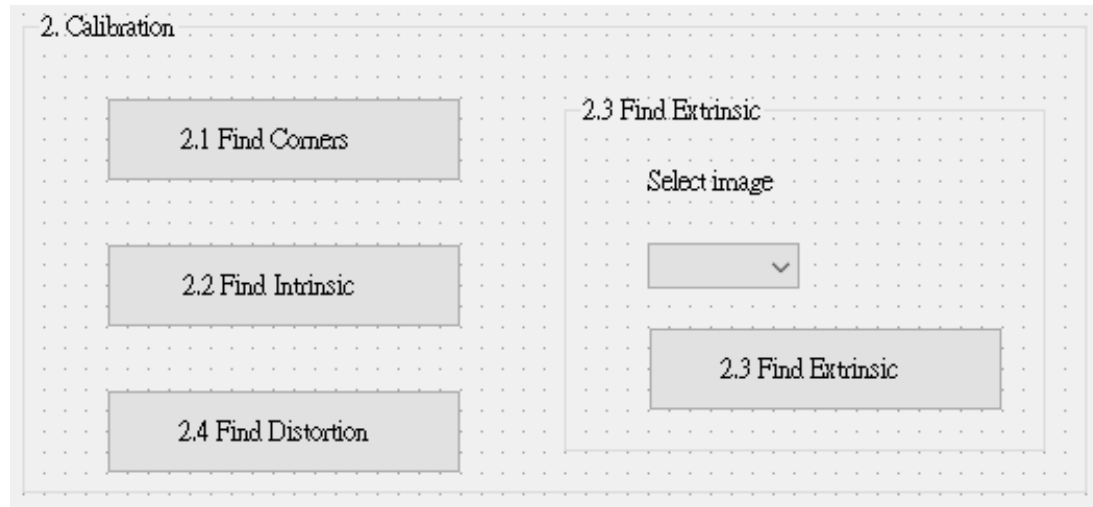 2. Calibration
2.1 Find Corners
2.2 Find Intrinsic
2.4 Find Distortion
2.3 Find Extrinsic
Select image
2.3 Find Extrinsic